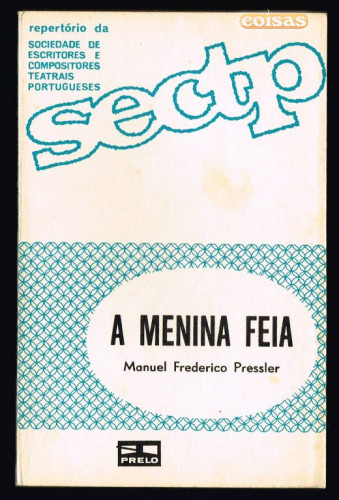 coisas
repertório da
SOCIEDADE DE
ESCRITORES E
COMPOSITORES
TEATRAIS
PORTUGUESES
sectp
A MENINA FEIA
Manuel Frederico Pressler
PRELO